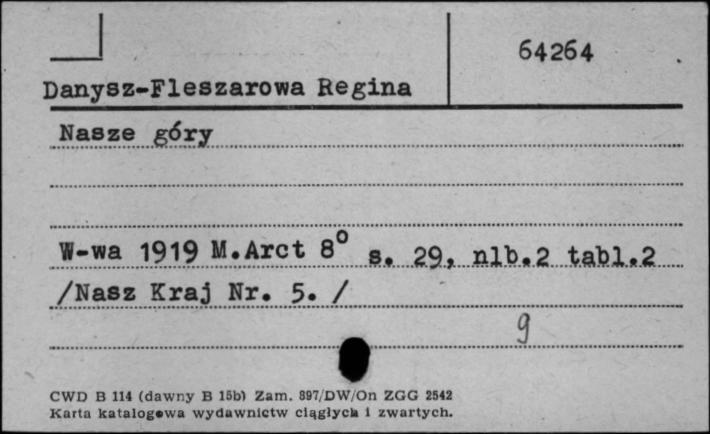 64264
Danysz-Fleszarowa Regina
Nasze góry
W-wa 1919 M.Arct 8° s. 29, nlb.2 tabl.2
/Nasz Kraj Nr. 5. /
9
CWD B 114 (dawny B 15b) Zam. 897/DW/On ZGG 2542
Karta katalogowa wydawnictw ciągłych i zwartych.